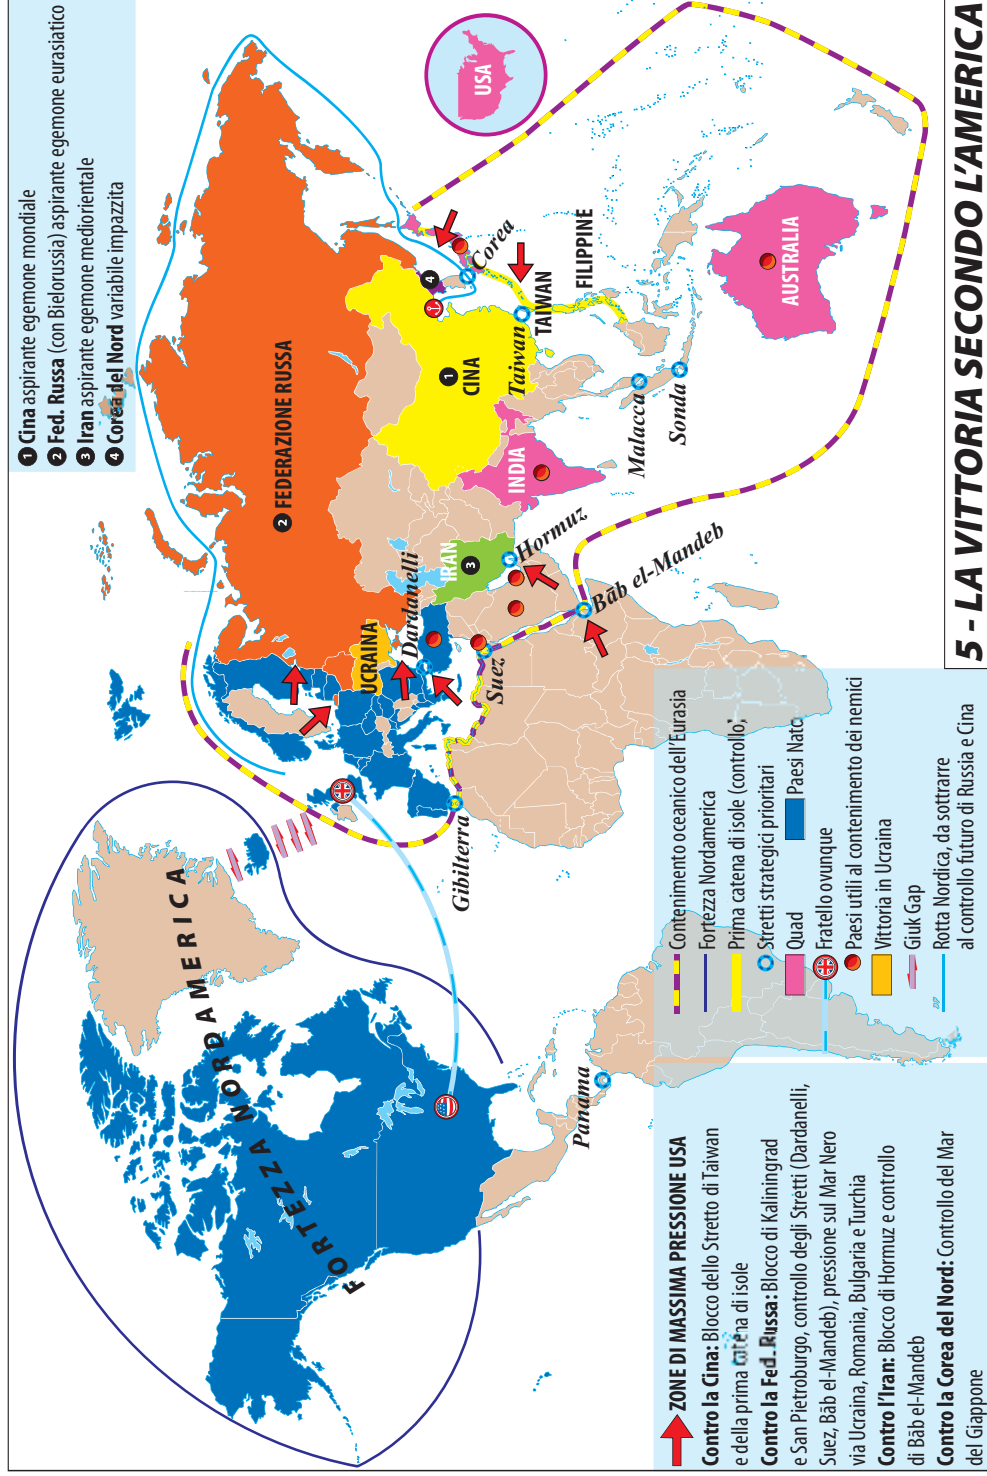 5 - LA VITTORIA SECONDO L'AMERICA
1 Cina aspirante egemone mondiale
2 Fed. Russa (con Bielorussia) aspirante egemone eurasiatico
3 Iran aspirante egemone mediorientale
4 Corea del Nord variabile impazzita
FORTEZZA NORDAMERICA
USA
2 FEDERAZIONE RUSSA
UCRAINA
Dardanelli
IRAN
3
1
CINA
4
Corea
Taiwan
TAIWAN
FILIPPINE
INDIA
Hormuz
Bāb el-Mandeb
Suez
Gibilterra
Malacca
Sonda
AUSTRALIA
Panama
ZONE DI MASSIMA PRESSIONE USA
Contro la Cina: Blocco dello Stretto di Taiwan
e della prima catena di isole
Contro la Fed. Russa: Blocco di Kaliningrad
e San Pietroburgo, controllo degli Stretti (Dardanelli,
Suez, Bāb el-Mandeb), pressione sul Mar Nero
via Ucraina, Romania, Bulgaria e Turchia
Contro l'Iran: Blocco di Hormuz e controllo
di Bāb el-Mandeb
Contro la Corea del Nord: Controllo del Mar
del Giappone
Contenimento oceanico dell'Eurasia
Fortezza Nordamerica
Prima catena di isole (controllo)
Stretti strategici prioritari
Quad
Paesi Nato
Fratello ovunque
Paesi utili al contenimento dei nemici
Vittoria in Ucraina
Giuk Gap
Rotta Nordica, da sottrarre
al controllo futuro di Russia e Cina